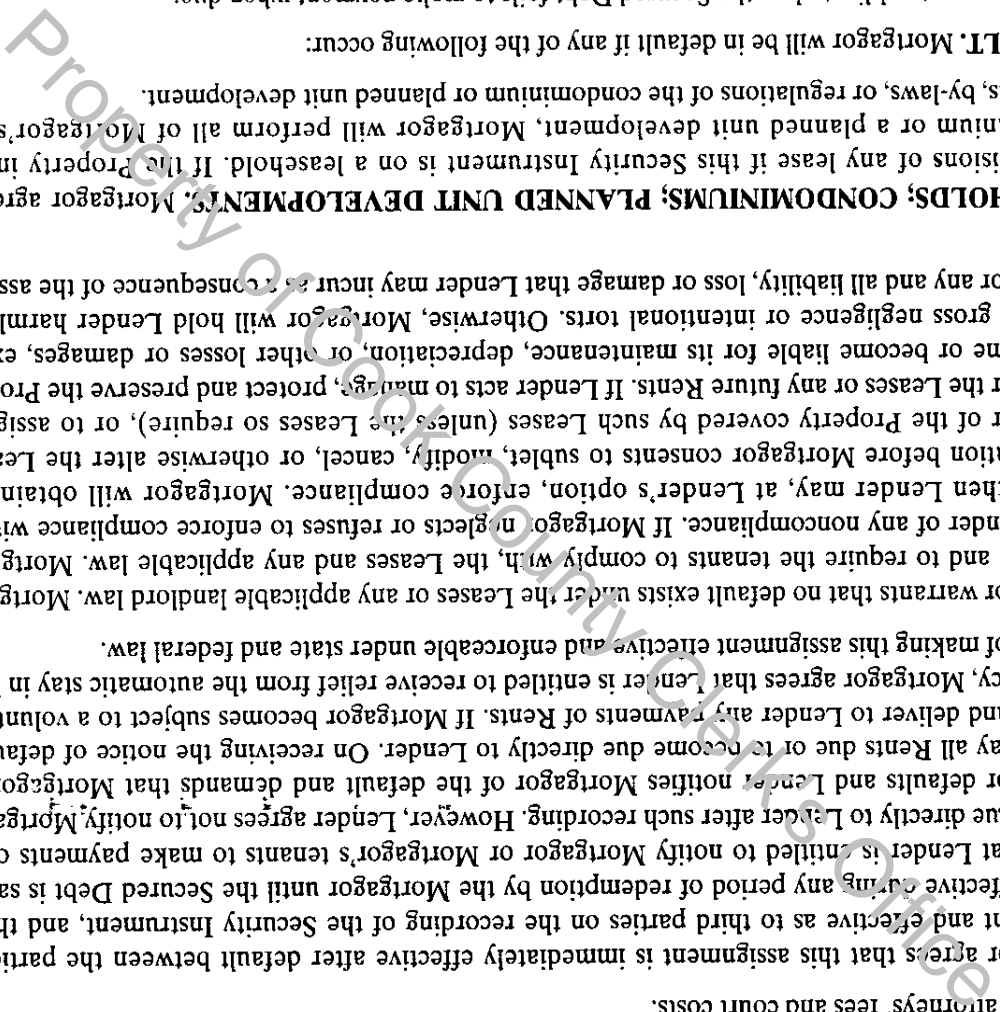 attorneys' fees and court costs.
or agrees that this assignment is immediately effective after default between the parti
nt and effective as to third parties on the recording of the Security Instrument, and th
fective during any period of redemption by the Mortgagor until the Secured Debt is sa
at Lender is entitled to notify Mortgagor or Mortgagor's tenants to make payments
ue directly to Lender after such recording. However, Lender agrees not to notify Mortga
or defaults and Lender notifies Mortgagor of the default and demands that Mortgagor
ay all Rents due or to become due directly to Lender. On receiving the notice of defau
and deliver to Lender any payments of Rents. If Mortgagor becomes subject to a volunt
cy, Mortgagor agrees that Lender is entitled to receive relief from the automatic stay in
of making this assignment effective and enforceable under state and federal law.
or warrants that no default exists under the Leases or any applicable landlord law. Mortg
and to require the tenants to comply with, the Leases and any applicable law. Mortg
nder of any noncompliance. If Mortgagor neglects or refuses to enforce compliance wi
then Lender may, at Lender's option, enforce compliance. Mortgagor will obtain
ation before Mortgagor consents to sublet, modify, cancel, or otherwise alter the Lea
r of the Property covered by such Leases (unless the Leases so require), or to assig
r the Leases or any future Rents. If Lender acts to manage, protect and preserve the Pro
ne or become liable for its maintenance, depreciation, or other losses or damages, ex
gross negligence or intentional torts. Otherwise, Mortgagor will hold Lender harml
or any and all liability, loss or damage that Lender may incur as a consequence of the ass
HOLDS; CONDOMINIUMS; PLANNED UNIT DEVELOPMENTS. Mortgagor agre
isions of any lease if this Security Instrument is on a leasehold. If the Property in
nium or a planned unit development, Mortgagor will perform all of Mortgagor's
s, by-laws, or regulations of the condominium or planned unit development.
LT. Mortgagor will be in default if any of the following occur:
Property of Cook County Clerk's Office